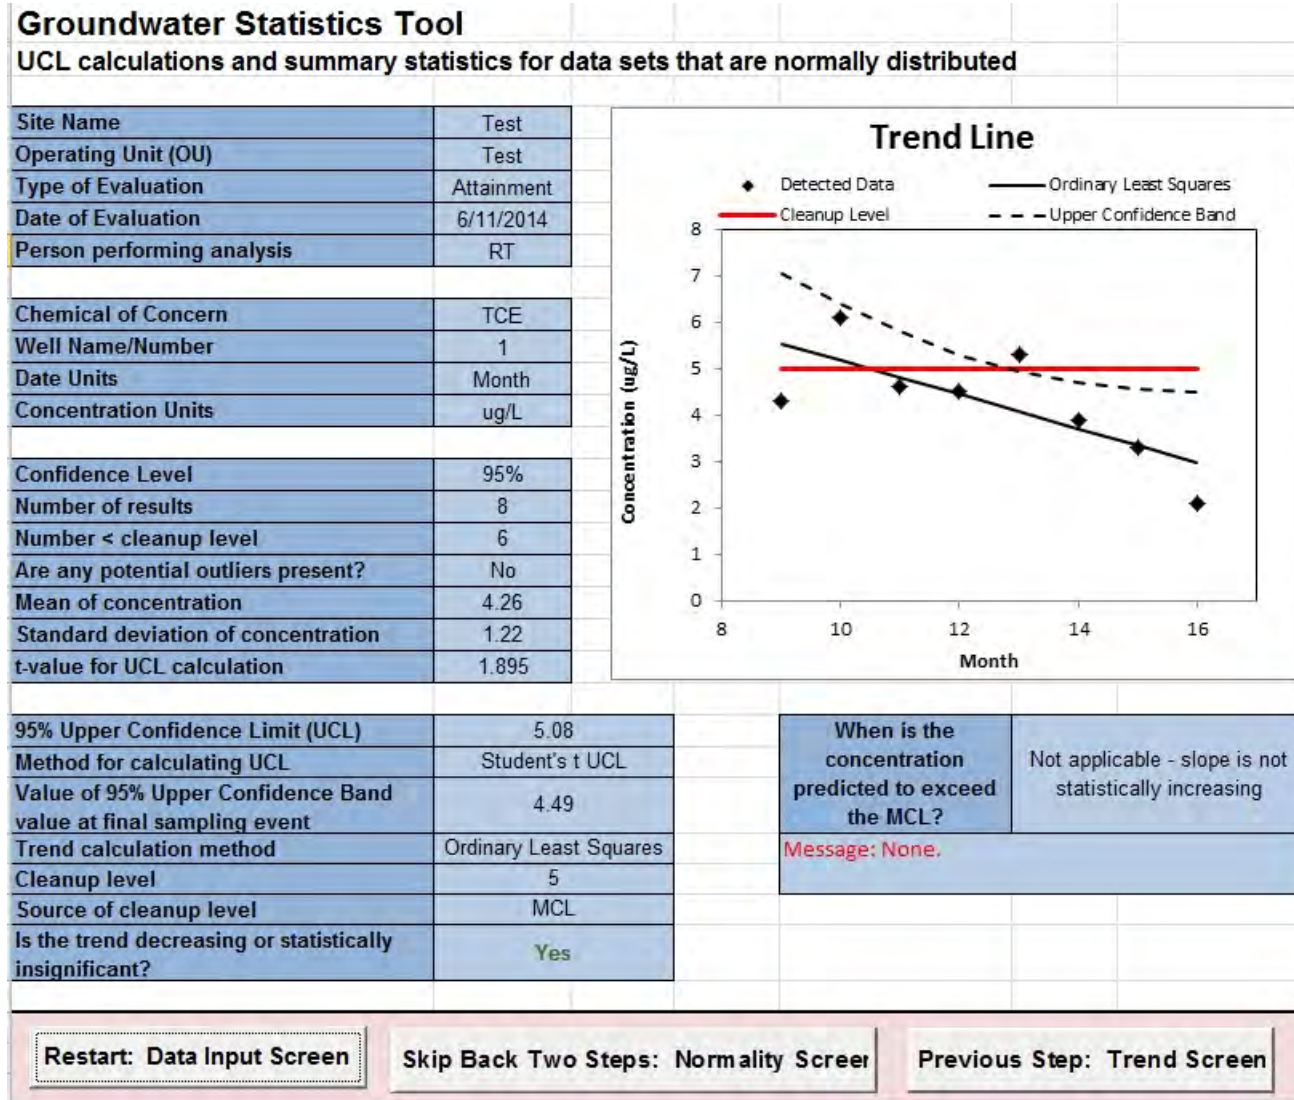 Groundwater Statistics Tool
UCL calculations and summary statistics for data sets that are normally distributed
Site Name Test
Operating Unit (OU) Test
Type of Evaluation Attainment
Date of Evaluation 6/11/2014
Person performing analysis RT
Chemical of Concern TCE
Well Name/Number 1
Date Units Month
Concentration Units ug/L
Confidence Level 95%
Number of results 8
Number < cleanup level 6
Are any potential outliers present? No
Mean of concentration 4.26
Standard deviation of concentration 1.22
t-value for UCL calculation 1.895
Trend Line
Detected Data Ordinary Least Squares
Cleanup Level Upper Confidence Band
8
7
6
5
4
3
2
1
0
Concentration (ug/L)
8 10 12 14 16
Month
95% Upper Confidence Limit (UCL) 5.08
Method for calculating UCL Student's t UCL
Value of 95% Upper Confidence Band
value at final sampling event 4.49
Trend calculation method Ordinary Least Squares
Cleanup level 5
Source of cleanup level MCL
Is the trend decreasing or statistically
insignificant? Yes
When is the
concentration
predicted to exceed
the MCL?
Not applicable - slope is not
statistically increasing
Message: None.
Restart: Data Input Screen
Skip Back Two Steps: Normality Screen
Previous Step: Trend Screen